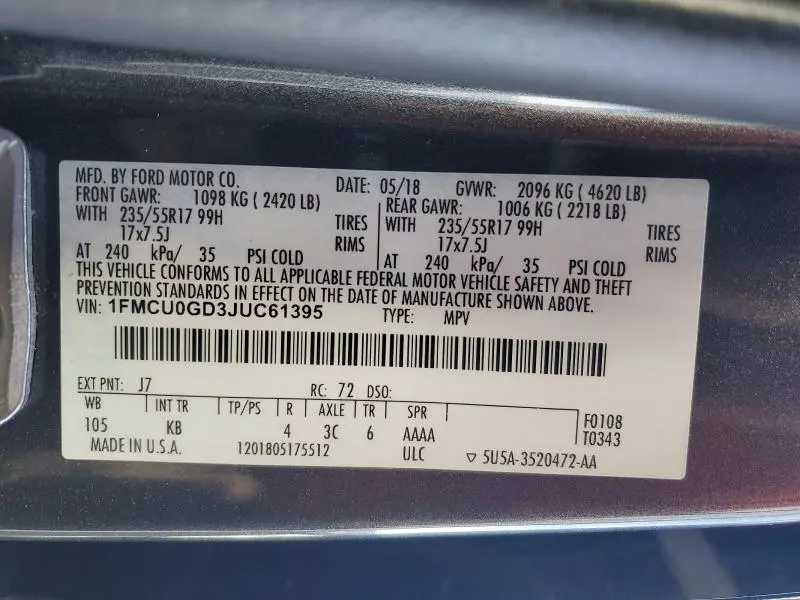 MFD. BY FORD MOTOR CO. DATE: 05/18 GVWR: 2096 KG ( 4620 LB)
FRONT GAWR: 1098 KG ( 2420 LB) REAR GAWR: 1006 KG ( 2218 LB)
WITH 235/55R17 99H TIRES WITH 235/55R17 99H TIRES
17x7.5J RIMS 17x7.5J RIMS
AT 240 kPa/ 35 PSI COLD AT 240 kPa/ 35 PSI COLD
THIS VEHICLE CONFORMS TO ALL APPLICABLE FEDERAL MOTOR VEHICLE SAFETY AND THEFT
PREVENTION STANDARDS IN EFFECT ON THE DATE OF MANUFACTURE SHOWN ABOVE.
VIN: 1FMCU0GD3JUC61395 TYPE: MPV
EXT PNT: J7 RC: 72 DSO:
WB INT TR TP/PS R AXLE TR SPR
105 KB 4 3C 6 AAAA F0108
MADE IN U.S.A. 1201805175512 ULC T0343
▽ 5U5A-3520472-AA